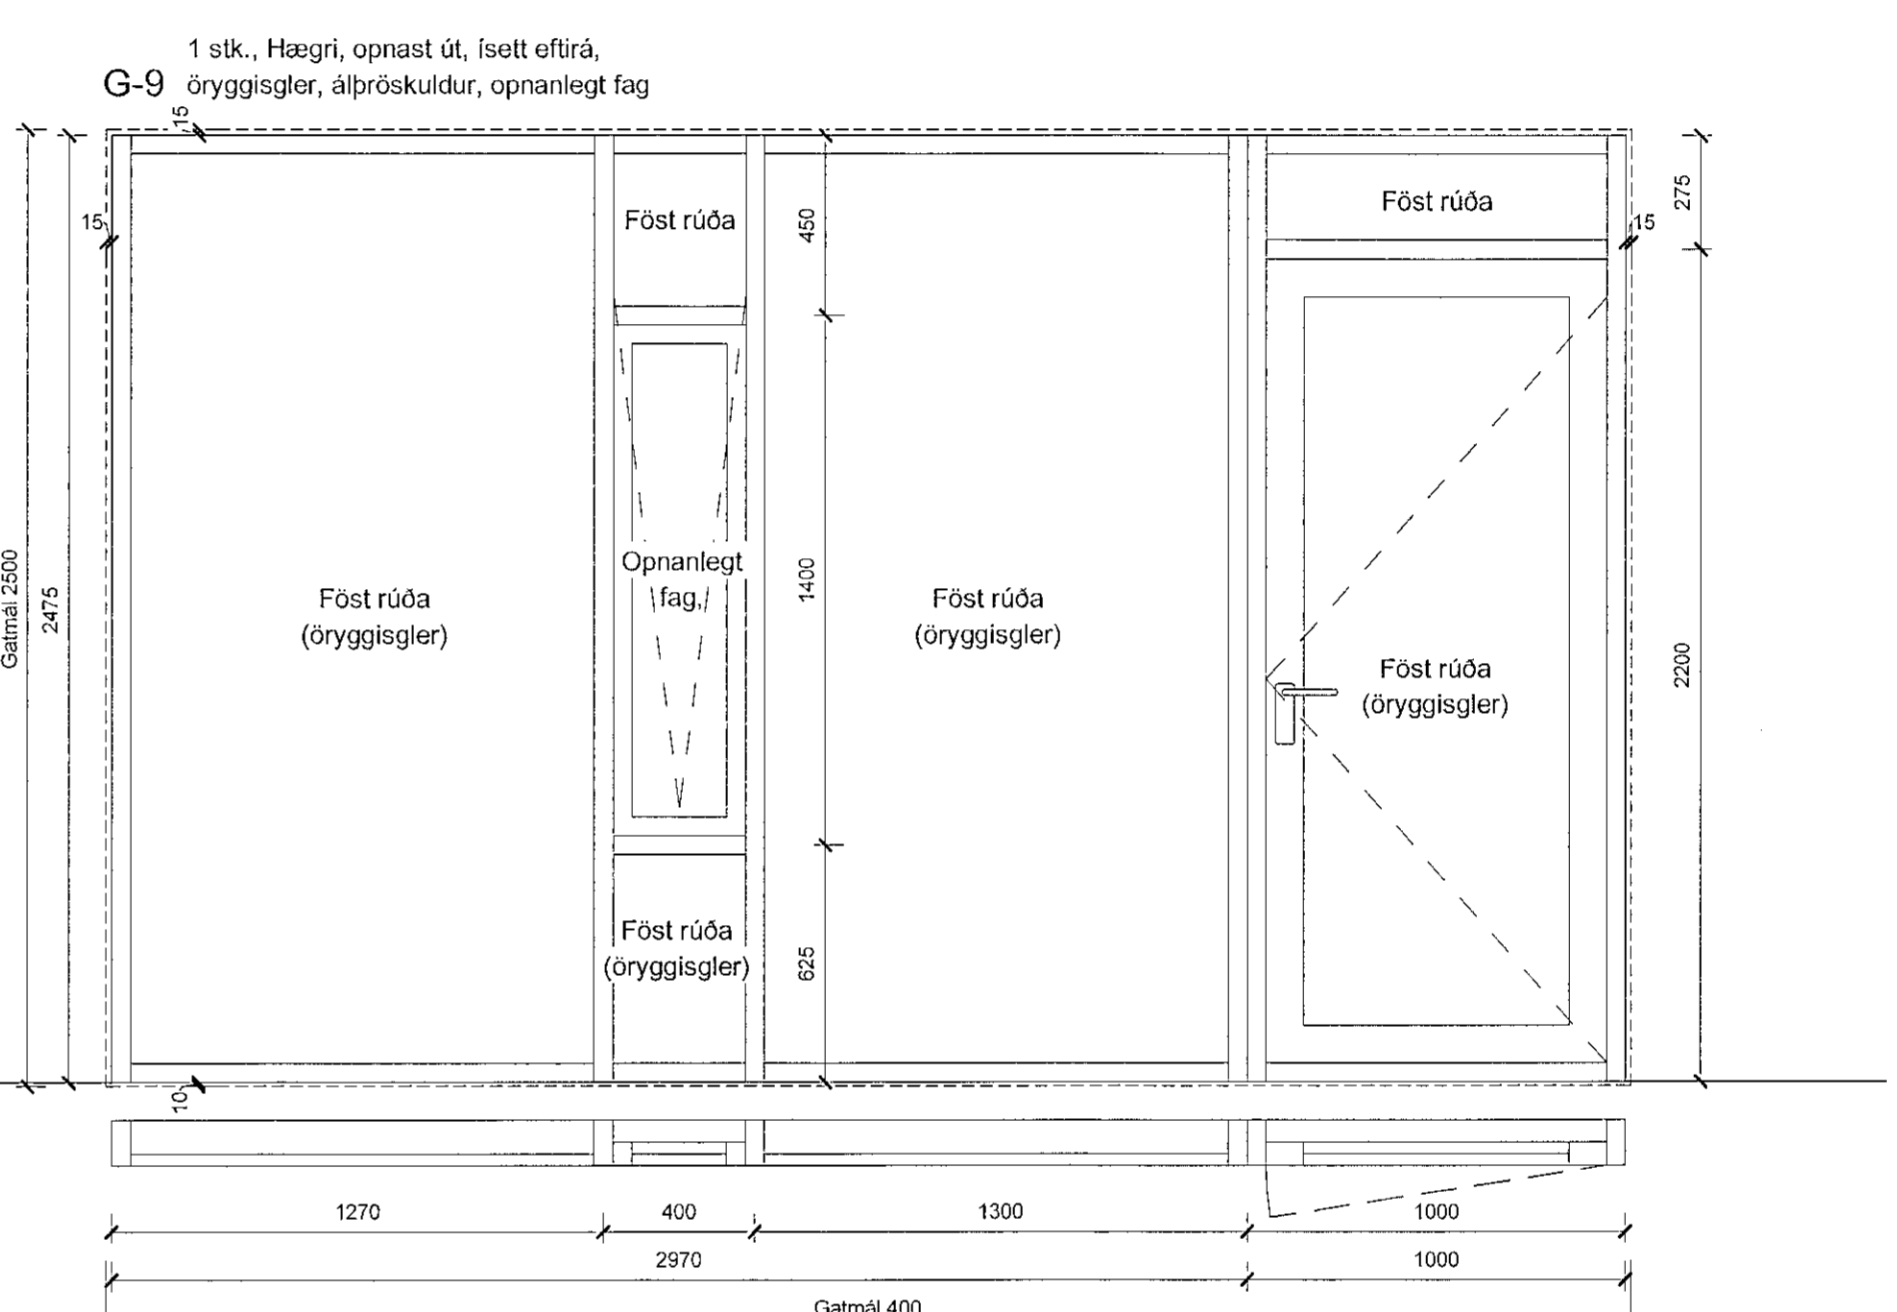 1 stk., Hægri, opnast út, ísett eftirá,
G-9 öryggisgler, álþröskuldur, opnanlegt fag
15
15
15
Föst rúða
450
Föst rúða
275
Gatmál 2500
2475
Föst rúða
(öryggisgler)
Opnanlegt
fag,
1400
Föst rúða
(öryggisgler)
Föst rúða
(öryggisgler)
2200
Föst rúða
(öryggisgler)
625
10
1270
400
1300
1000
2970
1000
Gatmál 400